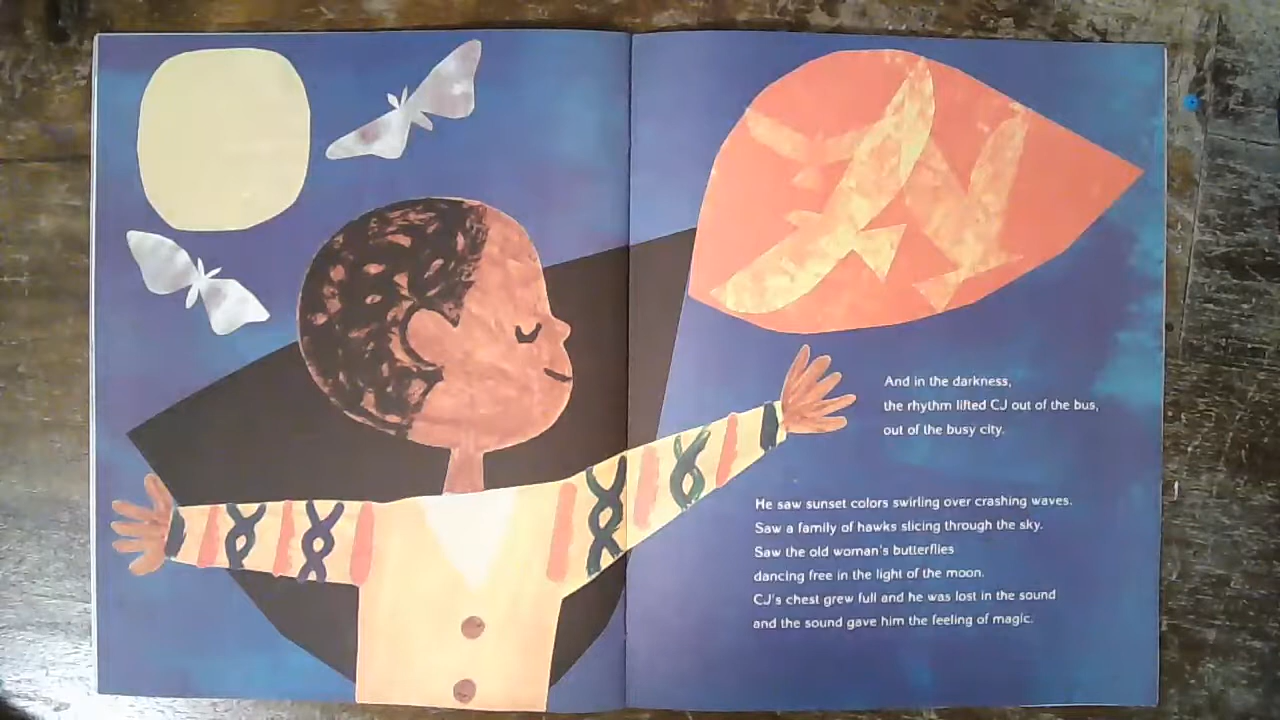 And in the darkness,
the rhythm lifted CJ out of the bus,
out of the busy city.
He saw sunset colors swirling over crashing waves.
Saw a family of hawks slicing through the sky.
Saw the old woman's butterflies
dancing free in the light of the moon.
CJ's chest grew full and he was lost in the sound
and the sound gave him the feeling of magic.